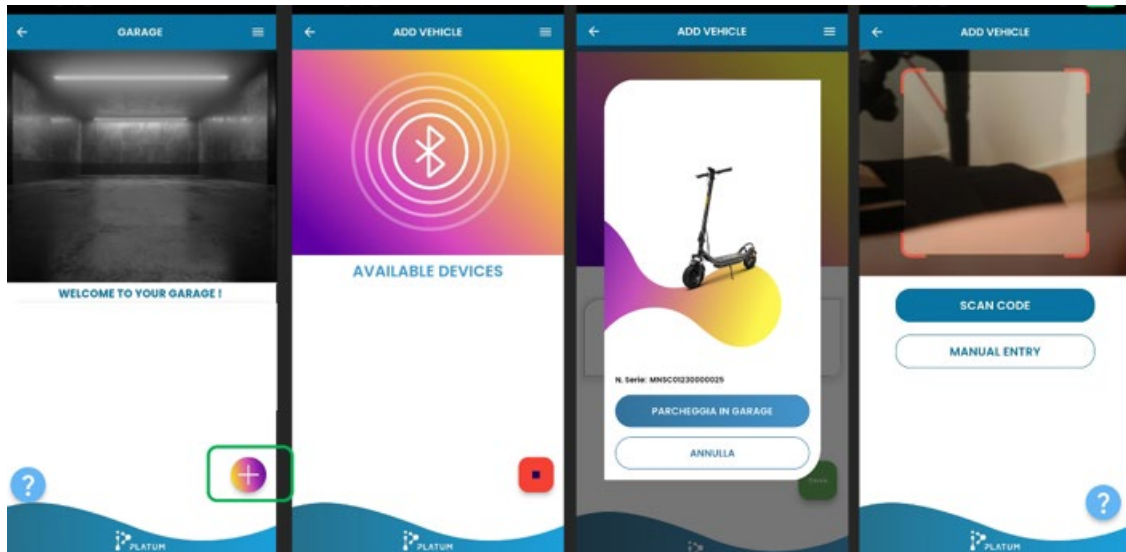 GARAGE
WELCOME TO YOUR GARAGE !
?
PLATUM
ADD VEHICLE
AVAILABLE DEVICES
PLATUM
ADD VEHICLE
N. Serie: MNSC01230000025
PARCHEGGIA IN GARAGE
ANNULLA
ADD VEHICLE
SCAN CODE
MANUAL ENTRY
?
PLATUM